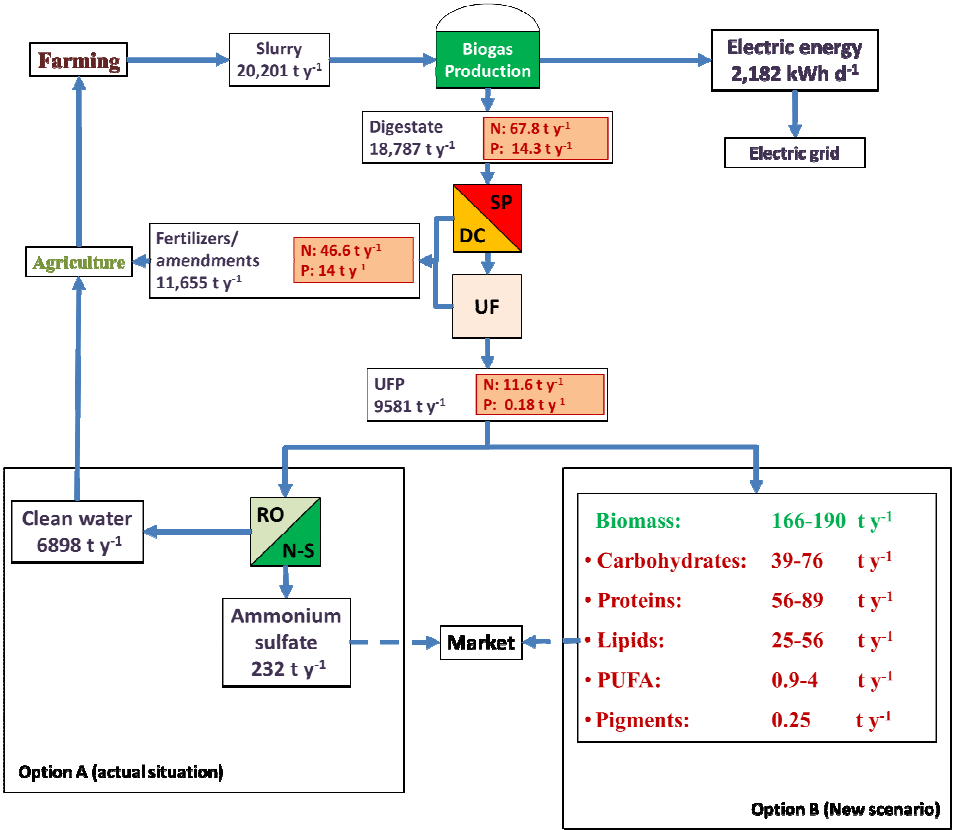 Farming
Slurry
20,201 t y-1
Biogas
Production
Electric energy
2,182 kWh d-1
Electric grid
Digestate
18,787 t y-1
N: 67.8 t y-1
P: 14.3 t y-1
SP
DC
Agriculture
Fertilizers/
amendments
11,655 t y-1
N: 46.6 t y-1
P: 14 t y-1
UF
UFP
9581 t y-1
N: 11.6 t y-1
P: 0.18 t y-1
Clean water
6898 t y-1
RO
N-S
Ammonium
sulfate
232 t y-1
Option A (actual situation)
Market
Biomass: 166-190 t y-1
• Carbohydrates: 39-76 t y-1
• Proteins: 56-89 t y-1
• Lipids: 25-56 t y-1
• PUFA: 0.9-4 t y-1
• Pigments: 0.25 t y-1
Option B (New scenario)